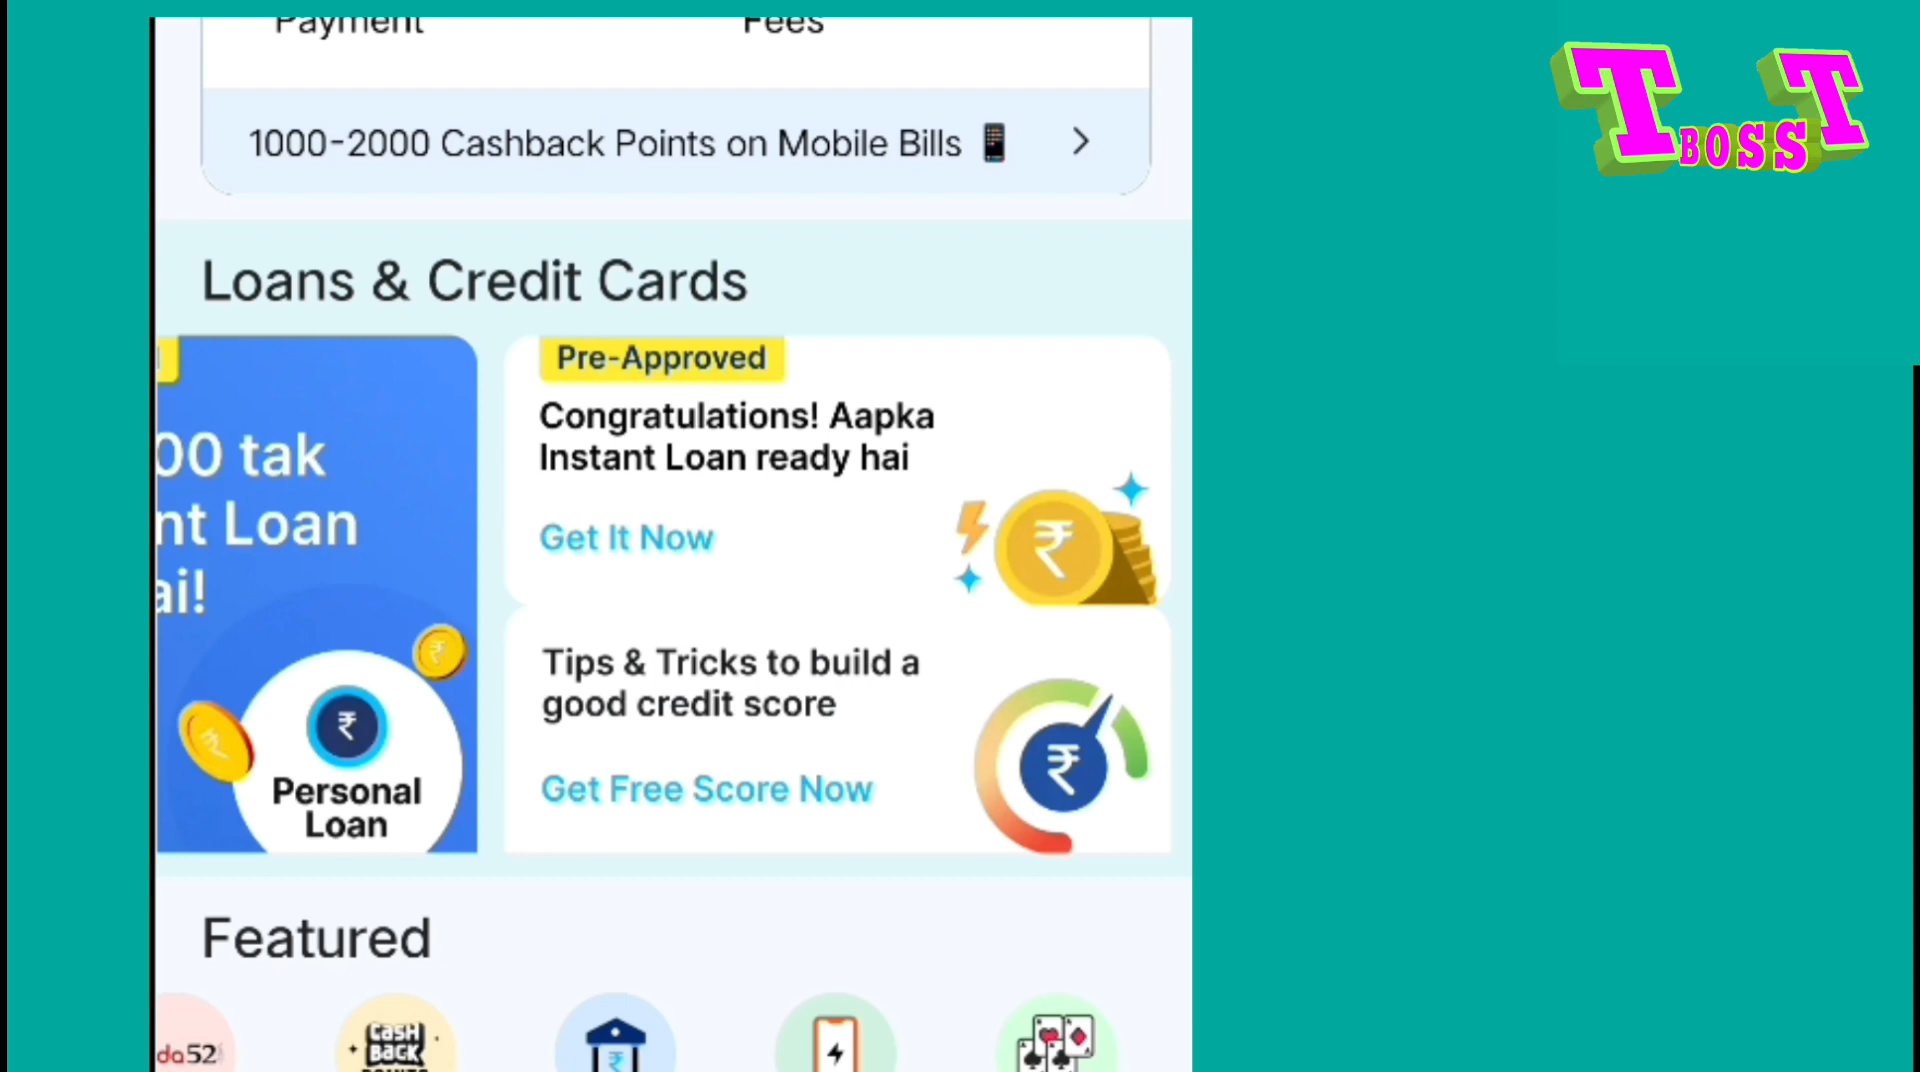 Payment
Fees
1000-2000 Cashback Points on Mobile Bills
Loans & Credit Cards
00 tak
nt Loan
ai!
Personal
Loan
Pre-Approved
Congratulations! Aapka
Instant Loan ready hai
Get It Now
Tips & Tricks to build a
good credit score
Get Free Score Now
Featured
da52
CASH
BACK
T BOSS T